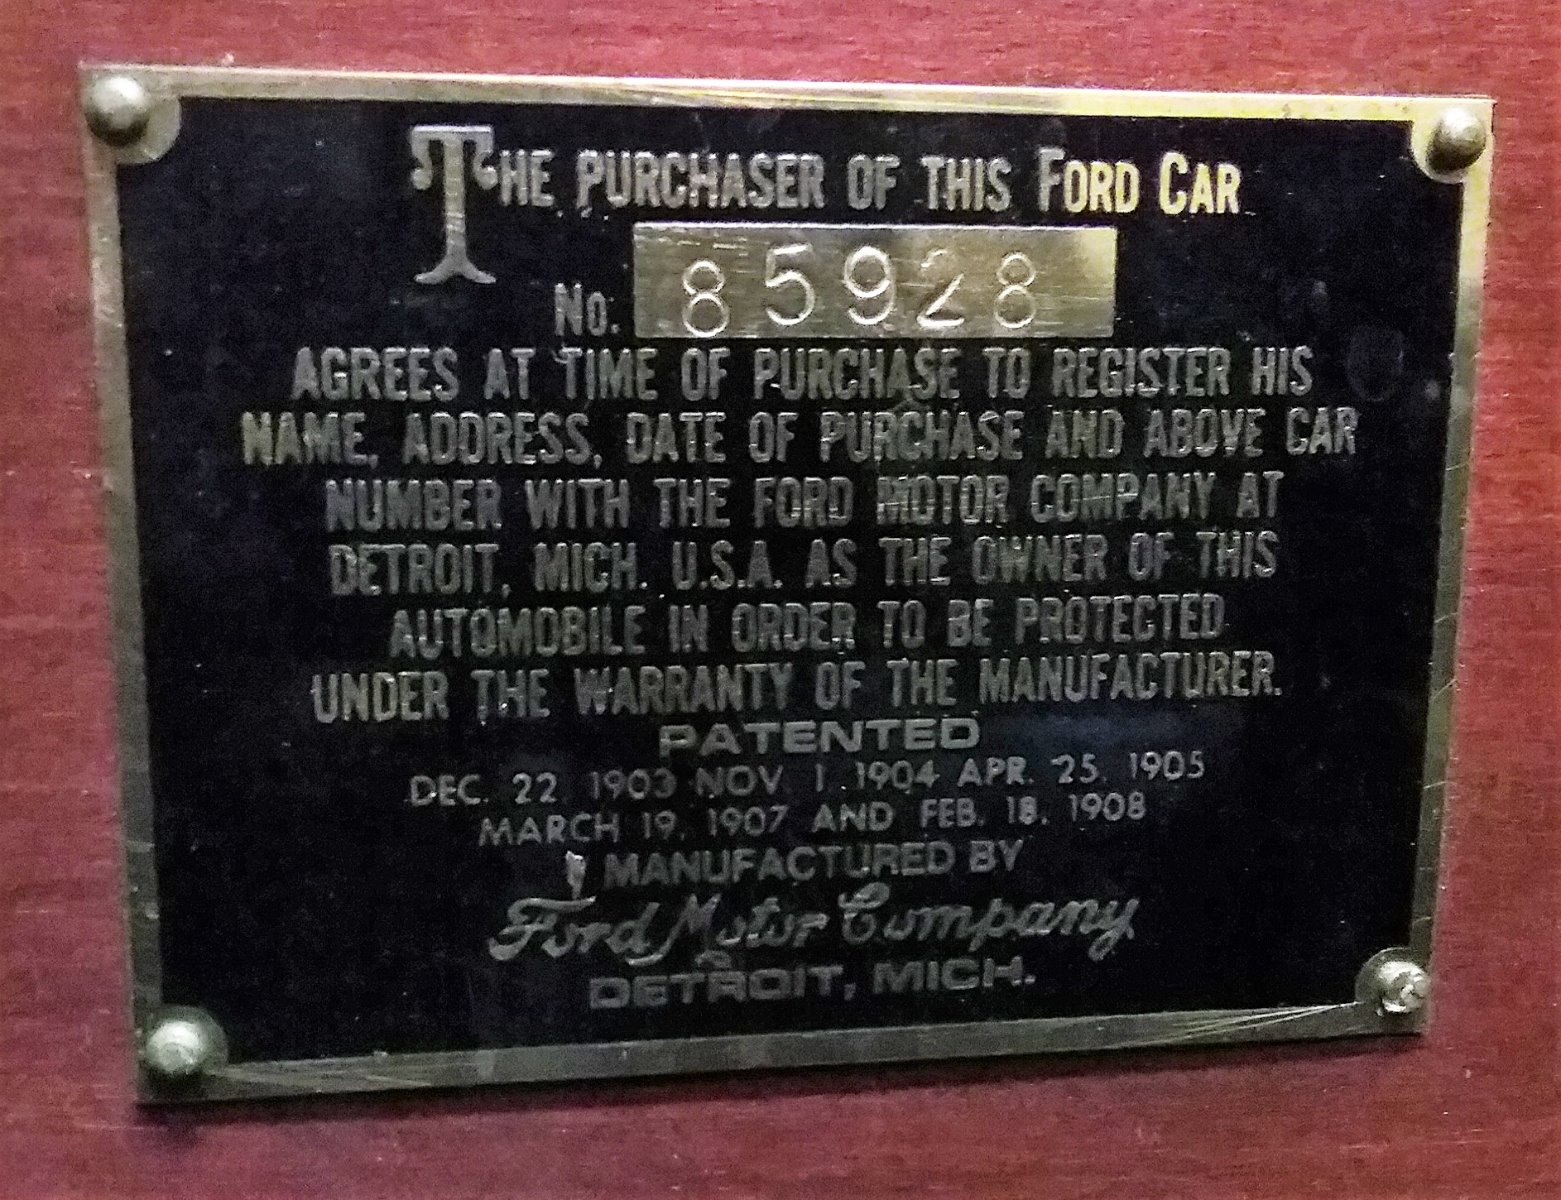 THE PURCHASER OF THIS FORD CAR
No. 85928
AGREES AT TIME OF PURCHASE TO REGISTER HIS
NAME, ADDRESS, DATE OF PURCHASE AND ABOVE CAR
NUMBER WITH THE FORD MOTOR COMPANY AT
DETROIT, MICH. U.S.A. AS THE OWNER OF THIS
AUTOMOBILE IN ORDER TO BE PROTECTED
UNDER THE WARRANTY OF THE MANUFACTURER.
PATENTED
DEC. 22, 1903 NOV. 1, 1904 APR. 25, 1905
MARCH 19, 1907 AND FEB. 18, 1908
MANUFACTURED BY
Ford Motor Company.
DETROIT, MICH.